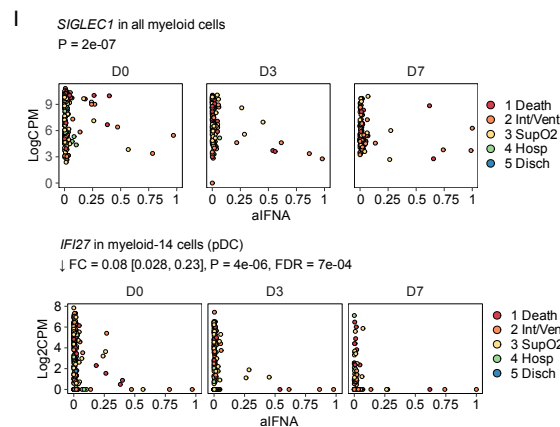 I
SIGLEC1 in all myeloid cells
P = 2e-07
D0 D3 D7
LogCPM
9
6
3
0
0 0.25 0.5 0.75 1 0 0.25 0.5 0.75 1 0 0.25 0.5 0.75 1
aIFNA
1 Death
2 Int/Vent
3 SupO2
4 Hosp
5 Disch
IFI27 in myeloid-14 cells (pDC)
↓ FC = 0.08 [0.028, 0.23], P = 4e-06, FDR = 7e-04
D0 D3 D7
Log2CPM
8
6
4
2
0
0 0.25 0.5 0.75 1 0 0.25 0.5 0.75 1 0 0.25 0.5 0.75 1
aIFNA
1 Death
2 Int/Vent
3 SupO2
4 Hosp
5 Disch